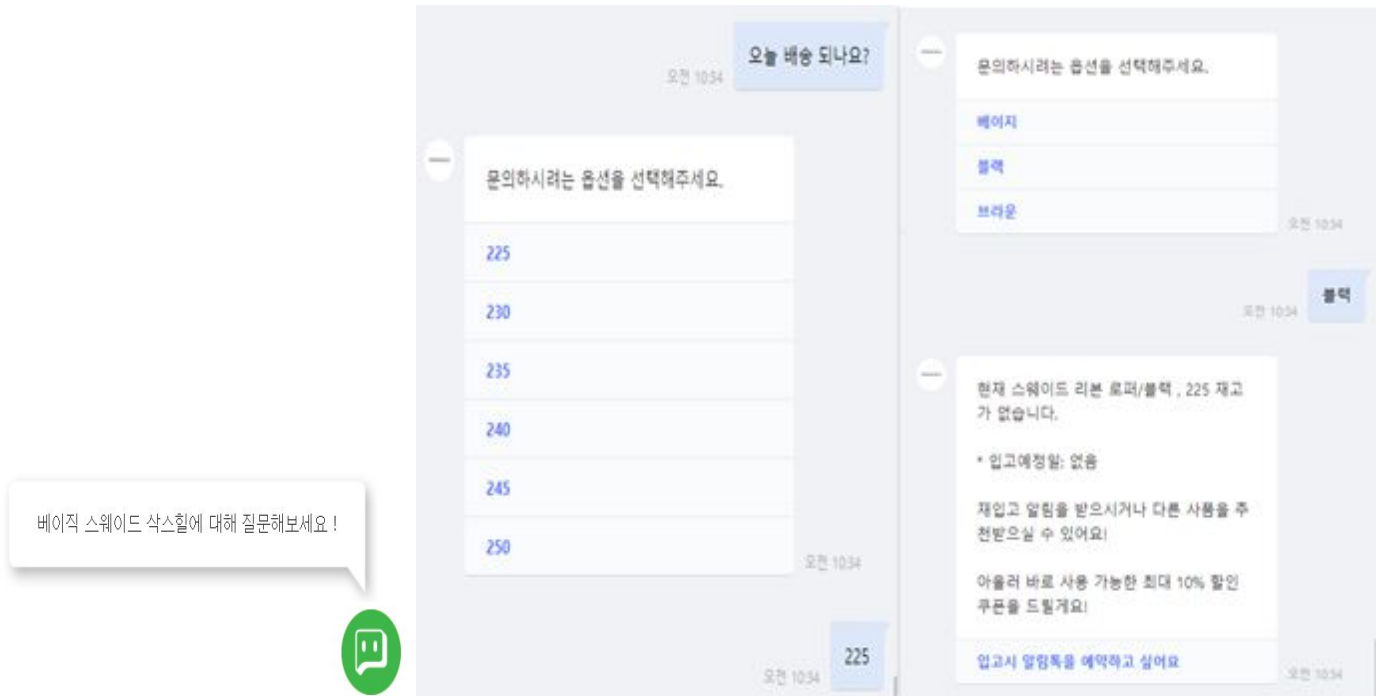 베이직 스웨이드 삭스힐에 대해 질문해보세요 !
오늘 배송 되나요?
오전 10:34
문의하시려는 옵션을 선택해주세요.
225
230
235
240
245
250
오전 10:34
225
오전 10:34
문의하시려는 옵션을 선택해주세요.
베이지
블랙
브라운
오전 10:34
블랙
오전 10:34
현재 스웨이드 리본 로퍼/블랙 , 225 재고
가 없습니다.
* 입고예정일: 없음
재입고 알림을 받으시거나 다른 상품을 추
천받으실 수 있어요!
아울러 바로 사용 가능한 최대 10% 할인
쿠폰을 드릴게요!
입고시 알림톡을 예약하고 싶어요
오전 10:34